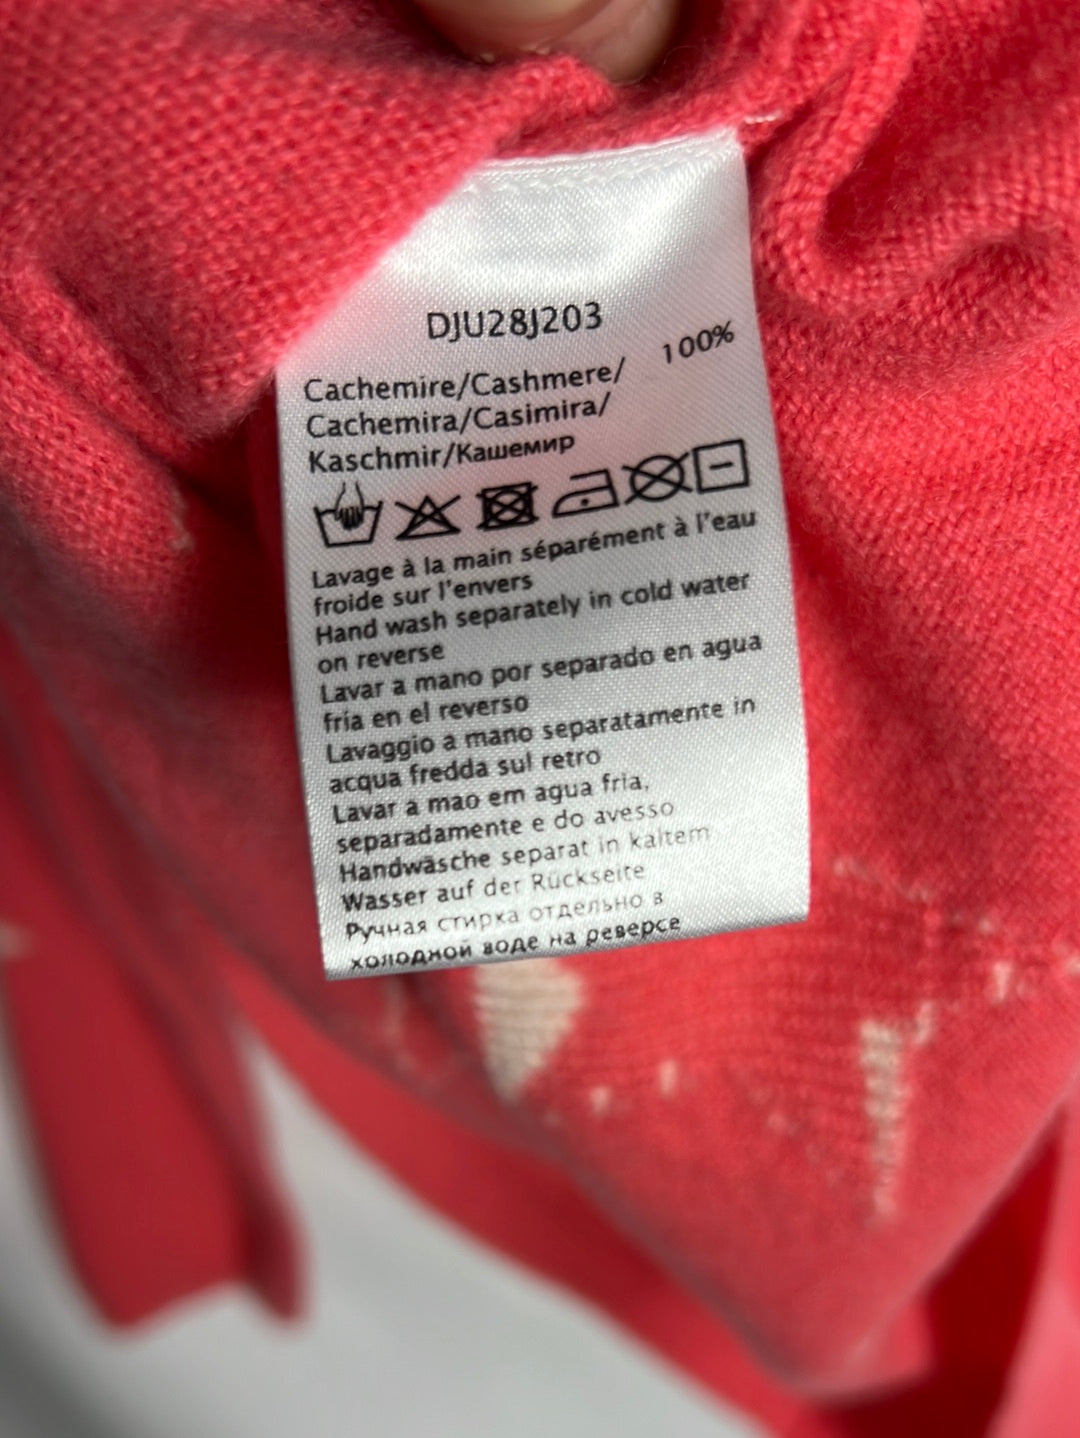 DJU28J203
Cachemire/Cashmere/ 100%
Cachemira/Casimira/
Kaschmir/Кашемир
Lavage à la main séparément à l'eau
froide sur l'envers
Hand wash separately in cold water
on reverse
Lavar a mano por separado en agua
fria en el reverso
Lavaggio a mano separatamente in
acqua fredda sul retro
Lavar a mao em agua fria,
separadamente e do avesso
Handwäsche separat in kaltem
Wasser auf der Rückseite
Ручная стирка отдельно в
холодной воде на реверсе